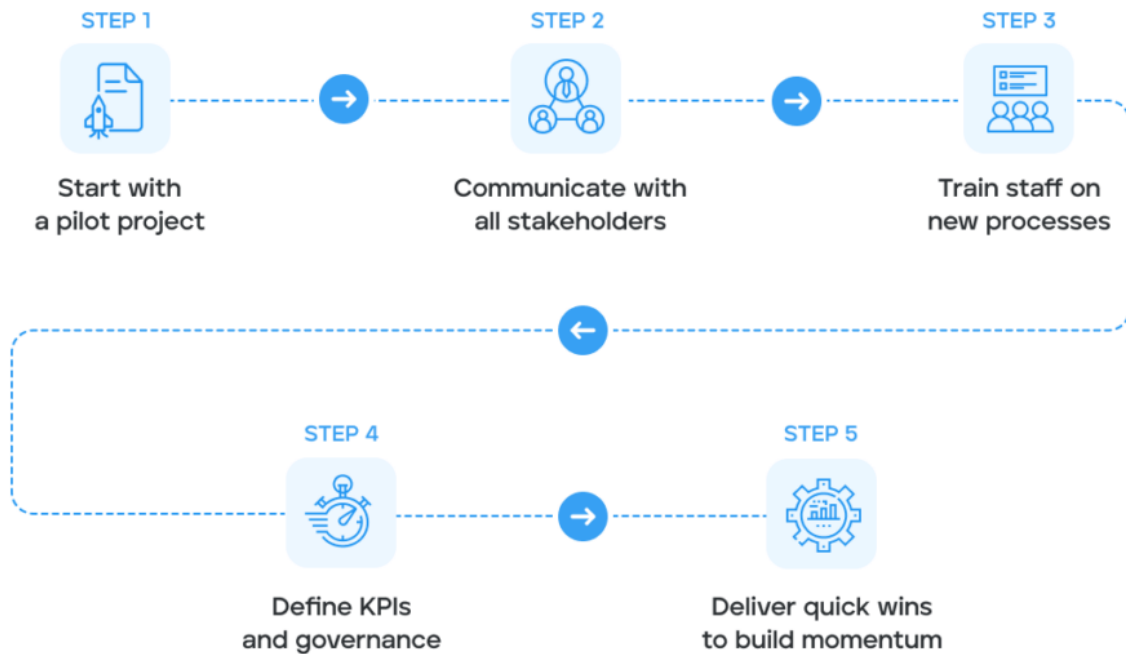 STEP 1
Start with
a pilot project
STEP 2
Communicate with
all stakeholders
STEP 3
Train staff on
new processes
STEP 4
Define KPIs
and governance
STEP 5
Deliver quick wins
to build momentum